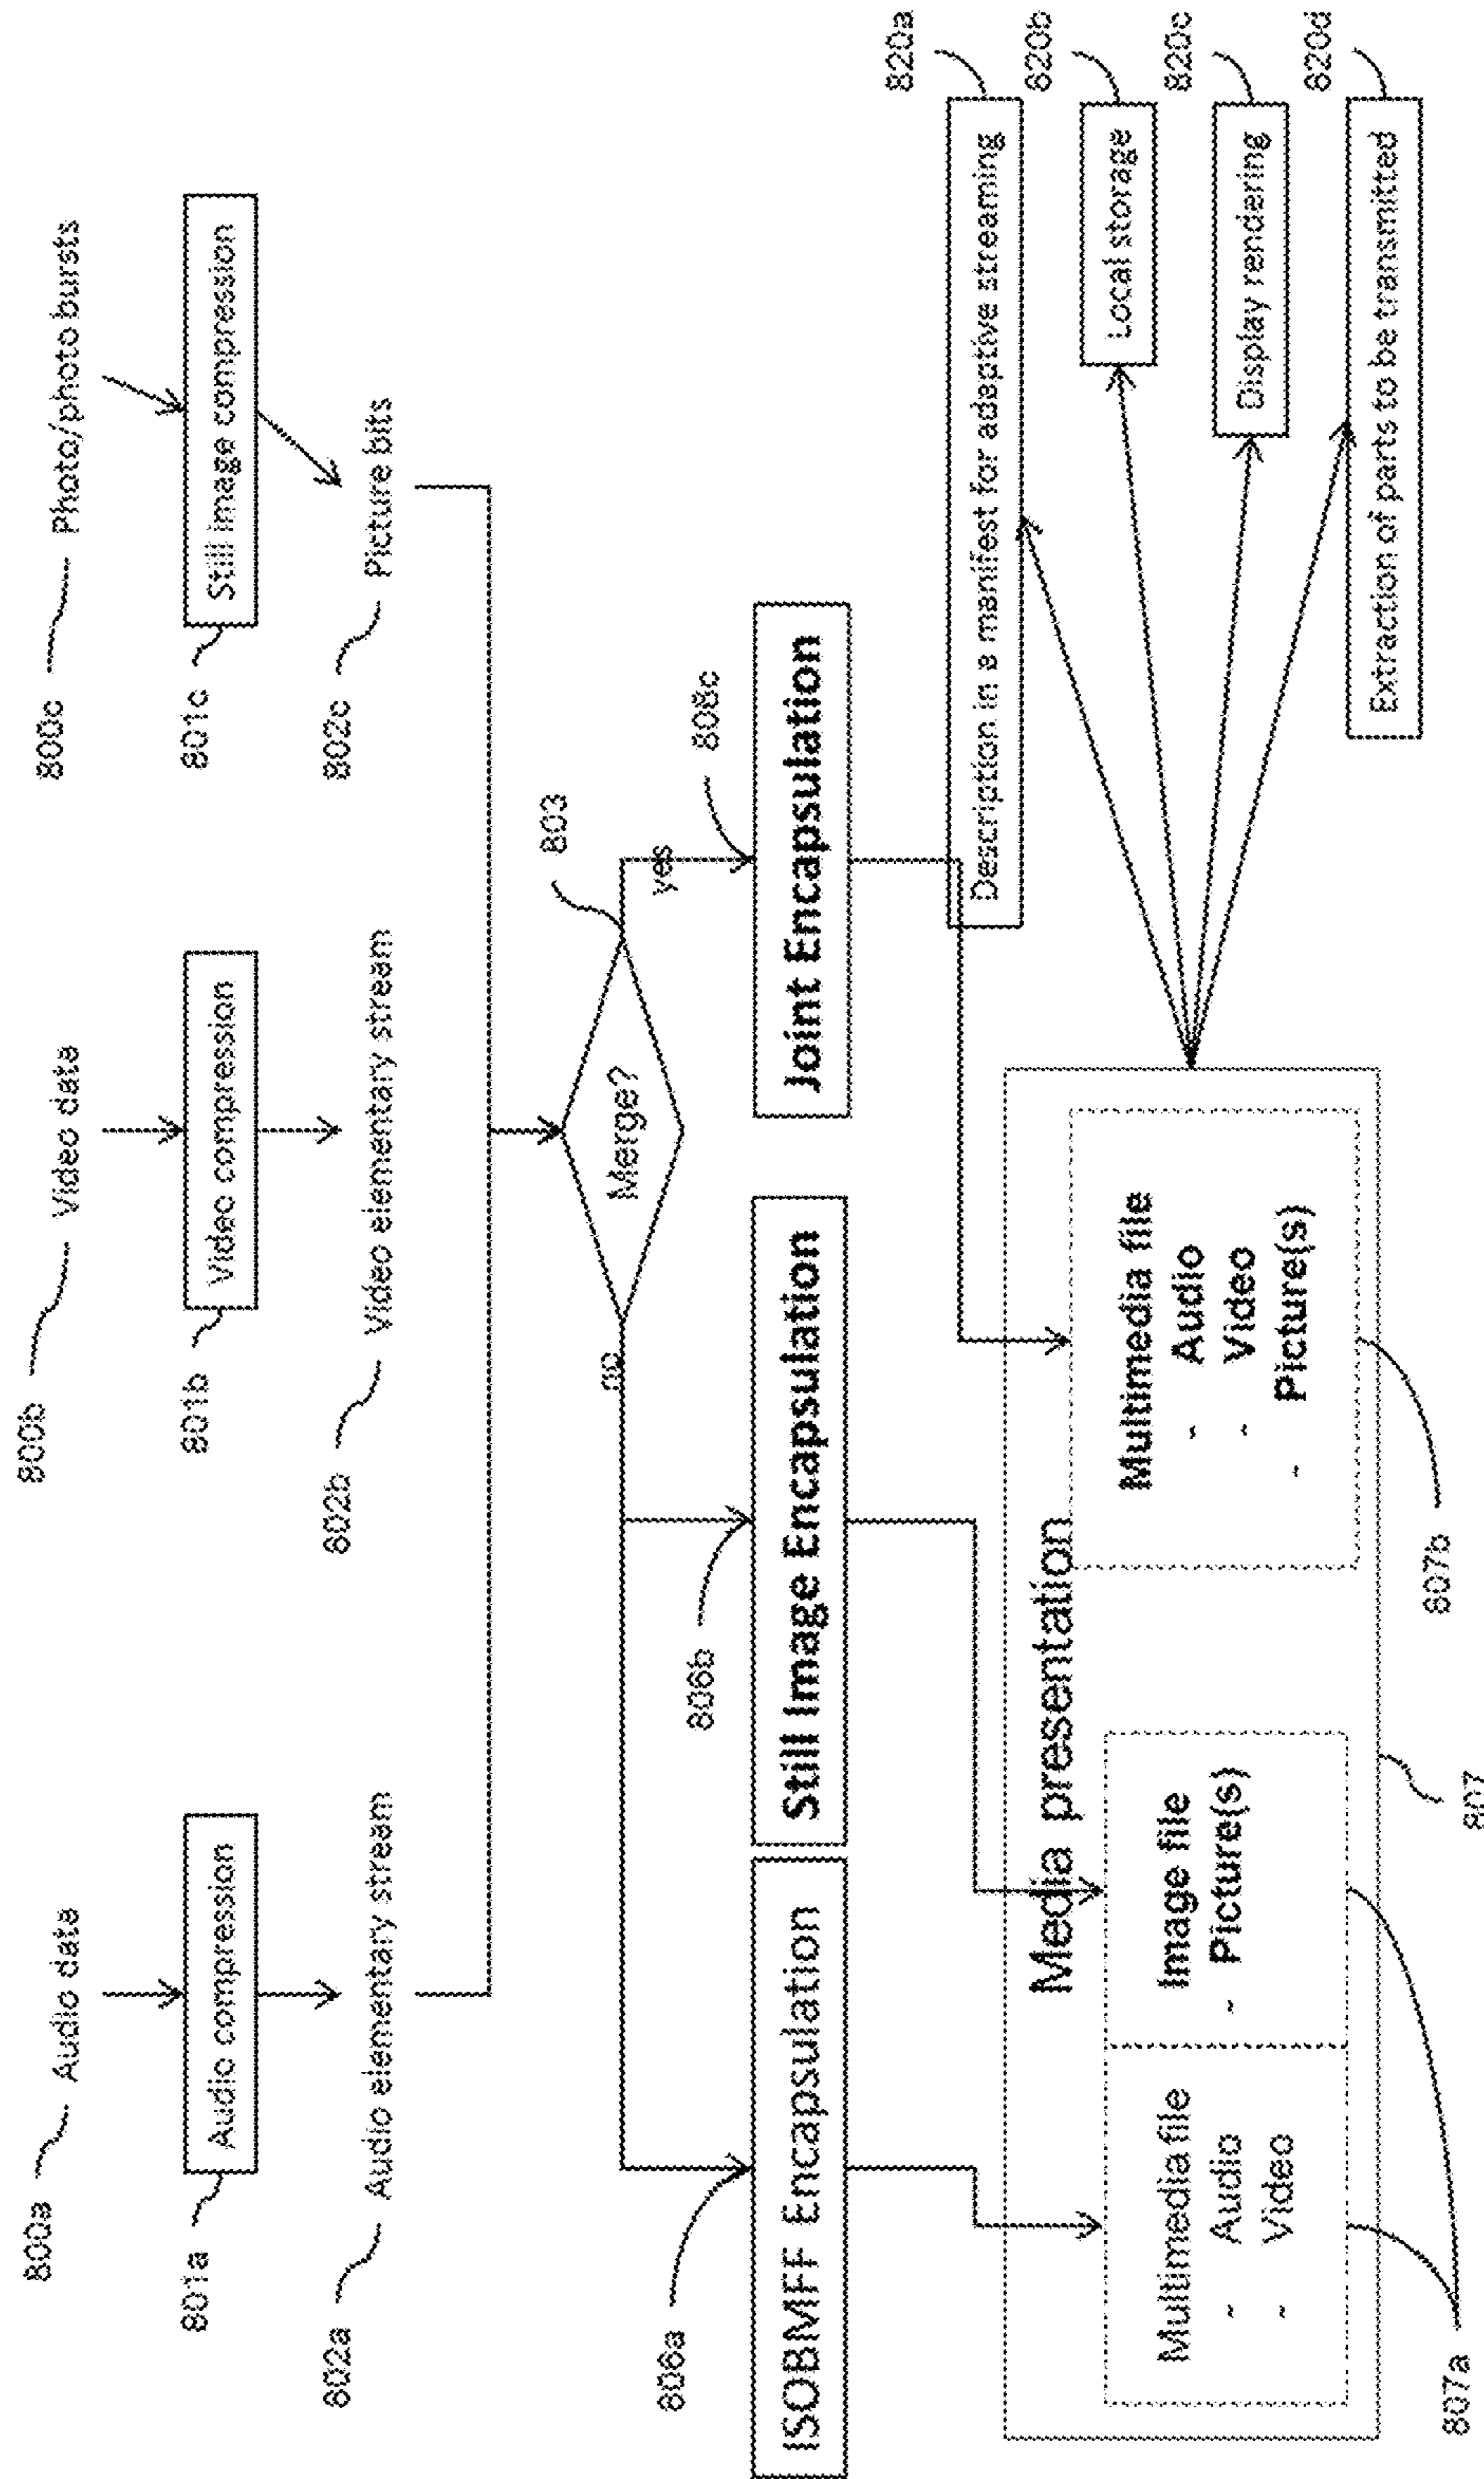 800a
Audio data
800b
Video data
800c
Photo/photo bursts
801a
Audio compression
801b
Video compression
801c
Still image compression
802a
Audio elementary stream
802b
Video elementary stream
802c
Picture bits
803
Merge?
no
yes
806a
806b
808c
ISOBMFF Encapsulation
Still Image Encapsulation
Joint Encapsulation
Media presentation
Multimedia file
- Audio
- Video
Image file
- Picture(s)
Multimedia file
- Audio
- Video
- Picture(s)
807a
807
807b
820a
Description in a manifest for adaptive streaming
820b
Local storage
820c
Display rendering
820d
Extraction of parts to be transmitted